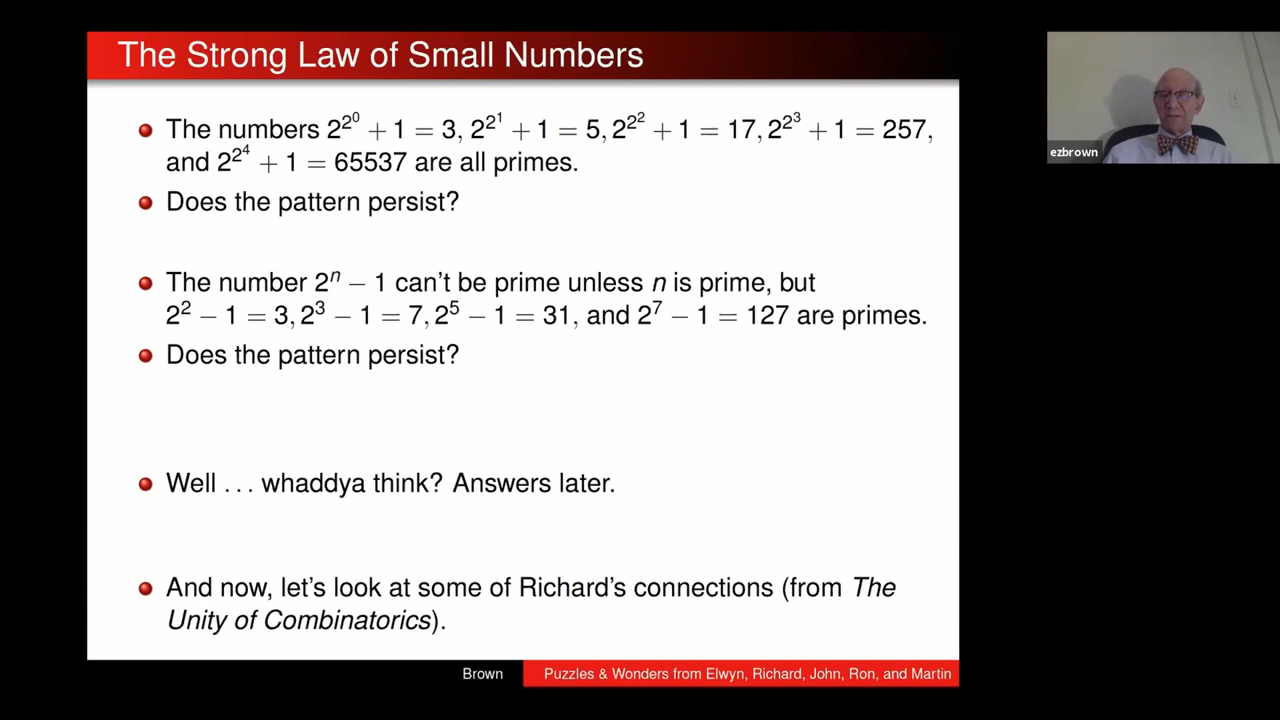 The Strong Law of Small Numbers
The numbers $2^{2^0} + 1 = 3, 2^{2^1} + 1 = 5, 2^{2^2} + 1 = 17, 2^{2^3} + 1 = 257,$
and $2^{2^4} + 1 = 65537$ are all primes.
Does the pattern persist?
The number $2^n - 1$ can't be prime unless $n$ is prime, but
$2^2 - 1 = 3, 2^3 - 1 = 7, 2^5 - 1 = 31,$ and $2^7 - 1 = 127$ are primes.
Does the pattern persist?
Well . . . whaddya think? Answers later.
And now, let's look at some of Richard's connections (from The
Unity of Combinatorics).
Brown
Puzzles & Wonders from Elwyn, Richard, John, Ron, and Martin
ezbrown